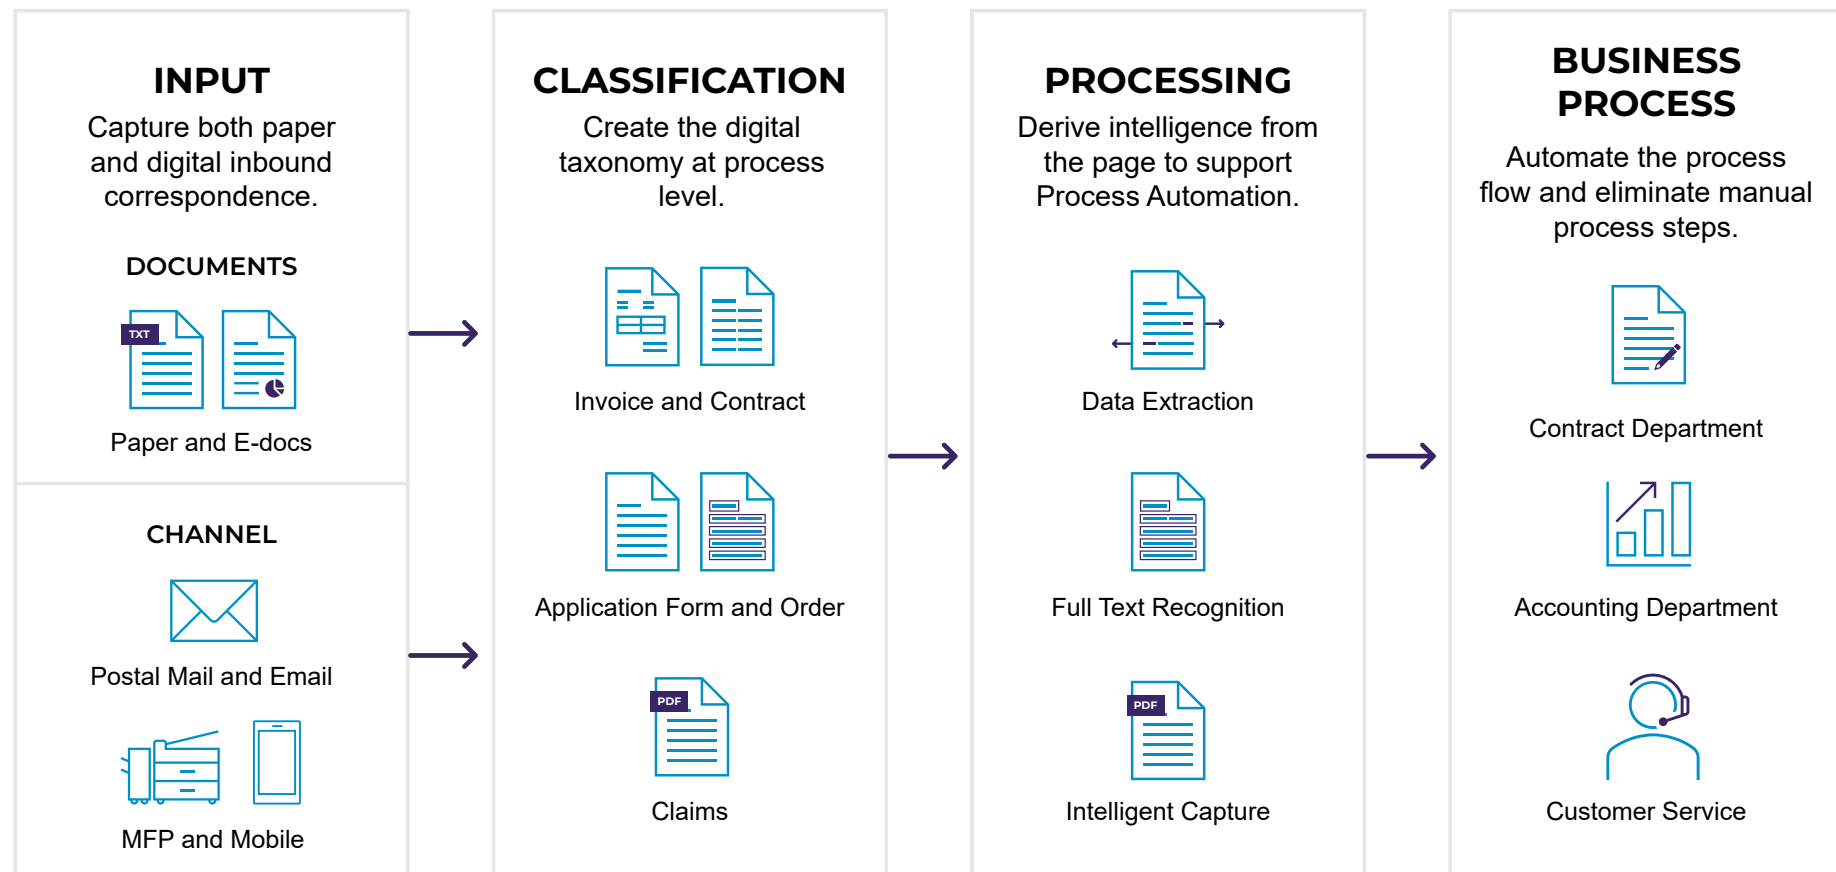 INPUT
Capture both paper
and digital inbound
correspondence.
DOCUMENTS
TXT
Paper and E-docs
CHANNEL
Postal Mail and Email
MFP and Mobile
CLASSIFICATION
Create the digital
taxonomy at process
level.
Invoice and Contract
Application Form and Order
PDF
Claims
PROCESSING
Derive intelligence from
the page to support
Process Automation.
Data Extraction
Full Text Recognition
PDF
Intelligent Capture
BUSINESS
PROCESS
Automate the process
flow and eliminate manual
process steps.
Contract Department
Accounting Department
Customer Service